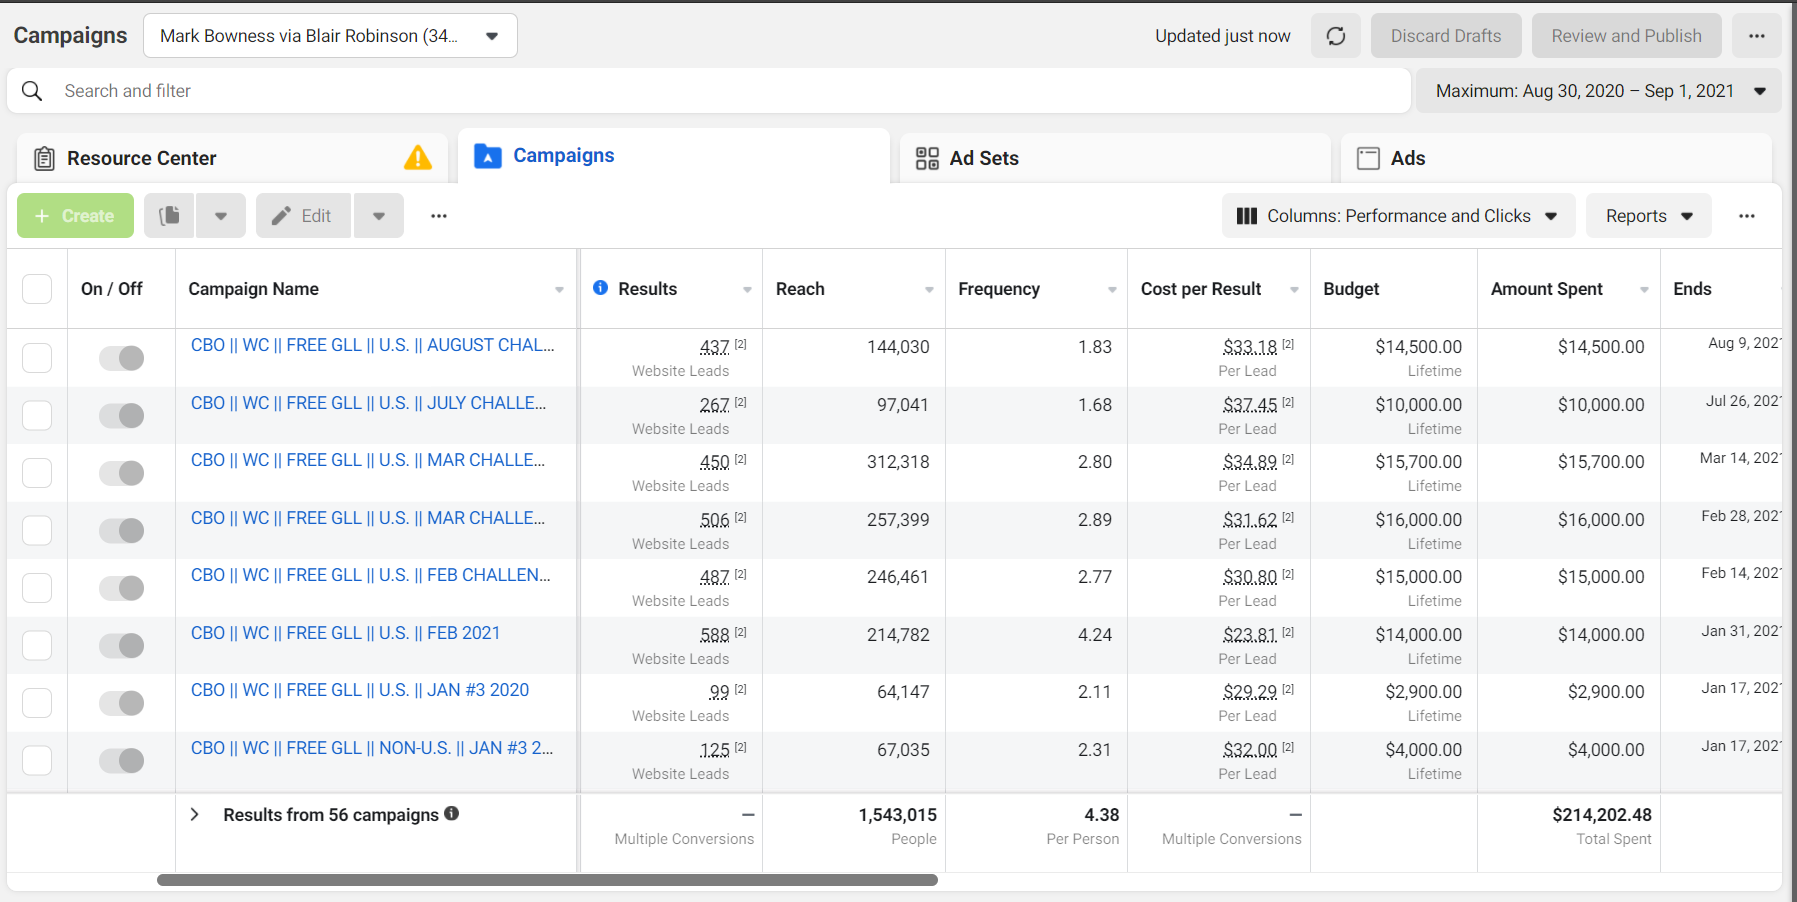 Campaigns
Mark Bowness via Blair Robinson (34...
Updated just now
Discard Drafts
Review and Publish
Search and filter
Maximum: Aug 30, 2020 – Sep 1, 2021
Resource Center
Campaigns
Ad Sets
Ads
+ Create
Edit
Columns: Performance and Clicks
Reports
On / Off Campaign Name Results Reach Frequency Cost per Result Budget Amount Spent Ends
CBO || WC || FREE GLL || U.S. || AUGUST CHAL... 437 [2] 144,030 1.83 $33.18 [2] $14,500.00 $14,500.00 Aug 9, 2021
Website Leads Per Lead Lifetime
CBO || WC || FREE GLL || U.S. || JULY CHALLE... 267 [2] 97,041 1.68 $37.45 [2] $10,000.00 $10,000.00 Jul 26, 2021
Website Leads Per Lead Lifetime
CBO || WC || FREE GLL || U.S. || MAR CHALLE... 450 [2] 312,318 2.80 $34.89 [2] $15,700.00 $15,700.00 Mar 14, 2021
Website Leads Per Lead Lifetime
CBO || WC || FREE GLL || U.S. || MAR CHALLE... 506 [2] 257,399 2.89 $31.62 [2] $16,000.00 $16,000.00 Feb 28, 2021
Website Leads Per Lead Lifetime
CBO || WC || FREE GLL || U.S. || FEB CHALLEN... 487 [2] 246,461 2.77 $30.80 [2] $15,000.00 $15,000.00 Feb 14, 2021
Website Leads Per Lead Lifetime
CBO || WC || FREE GLL || U.S. || FEB 2021 588 [2] 214,782 4.24 $23.81 [2] $14,000.00 $14,000.00 Jan 31, 2021
Website Leads Per Lead Lifetime
CBO || WC || FREE GLL || U.S. || JAN #3 2020 99 [2] 64,147 2.11 $29.29 [2] $2,900.00 $2,900.00 Jan 17, 2021
Website Leads Per Lead Lifetime
CBO || WC || FREE GLL || NON-U.S. || JAN #3 2... 125 [2] 67,035 2.31 $32.00 [2] $4,000.00 $4,000.00 Jan 17, 2021
Website Leads Per Lead Lifetime
Results from 56 campaigns — 1,543,015 4.38 — $214,202.48
Multiple Conversions People Per Person Multiple Conversions Total Spent